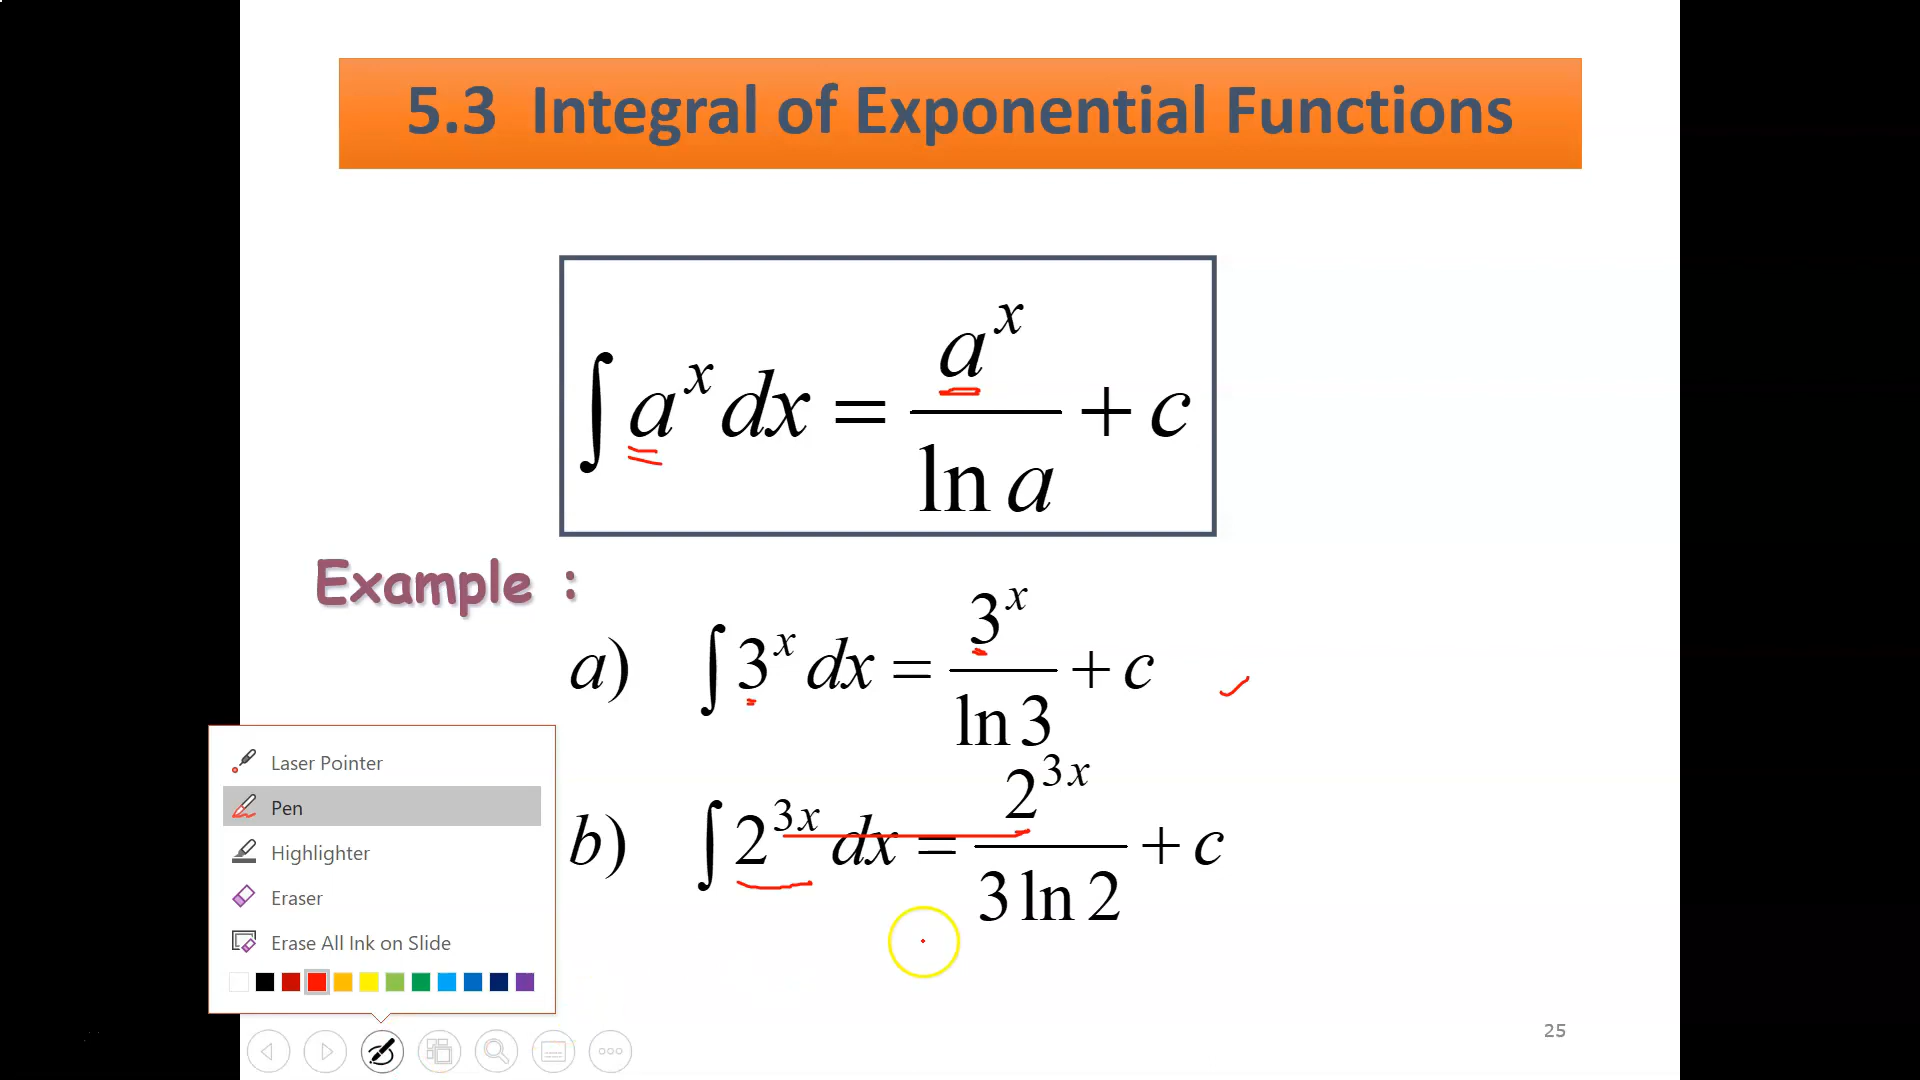 5.3 Integral of Exponential Functions
∫ a^x dx = a^x / ln a + c
Example :
a) ∫ 3^x dx = 3^x / ln 3 + c
b) ∫ 2^{3x} dx = 2^{3x} / 3 ln 2 + c
Laser Pointer
Pen
Highlighter
Eraser
Erase All Ink on Slide
25